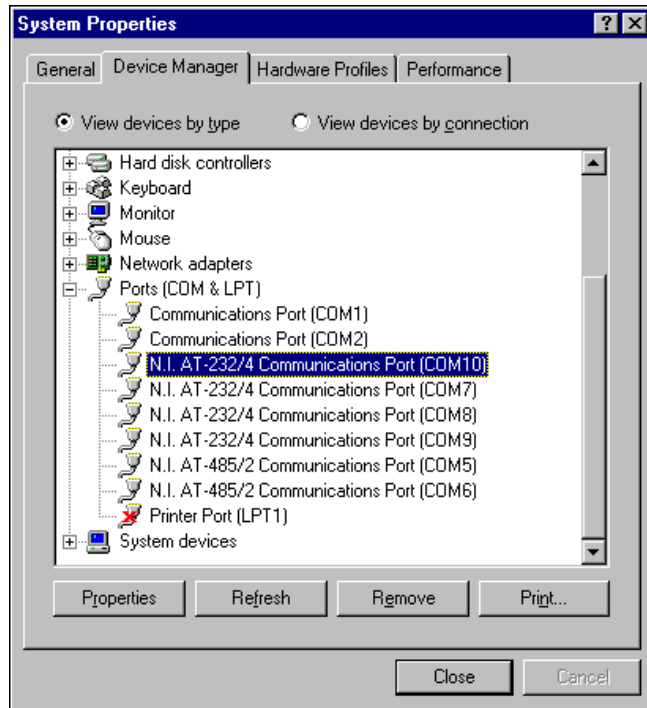 System Properties
General Device Manager Hardware Profiles Performance
View devices by type View devices by connection
Hard disk controllers
Keyboard
Monitor
Mouse
Network adapters
Ports (COM & LPT)
Communications Port (COM1)
Communications Port (COM2)
N.I. AT-232/4 Communications Port (COM10)
N.I. AT-232/4 Communications Port (COM7)
N.I. AT-232/4 Communications Port (COM8)
N.I. AT-232/4 Communications Port (COM9)
N.I. AT-485/2 Communications Port (COM5)
N.I. AT-485/2 Communications Port (COM6)
Printer Port (LPT1)
System devices
Properties Refresh Remove Print...
Close Cancel